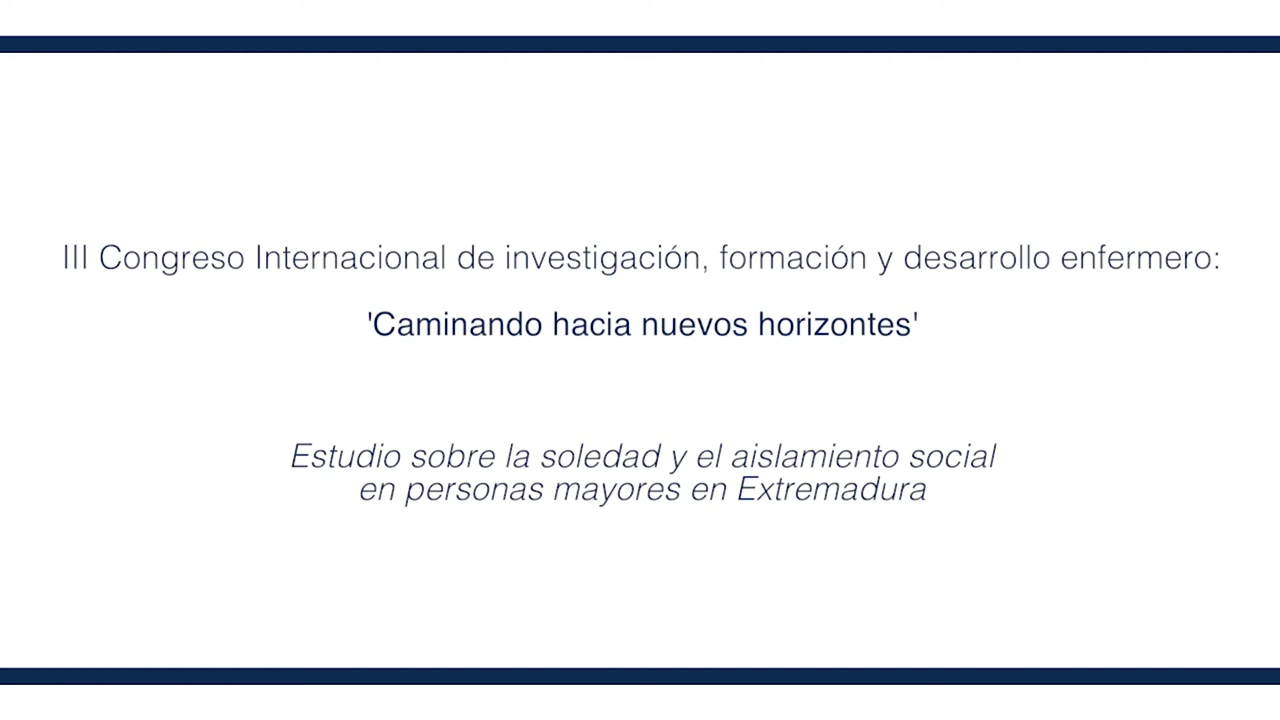 III Congreso Internacional de investigación, formación y desarrollo enfermero:
'Caminando hacia nuevos horizontes'
Estudio sobre la soledad y el aislamiento social
en personas mayores en Extremadura